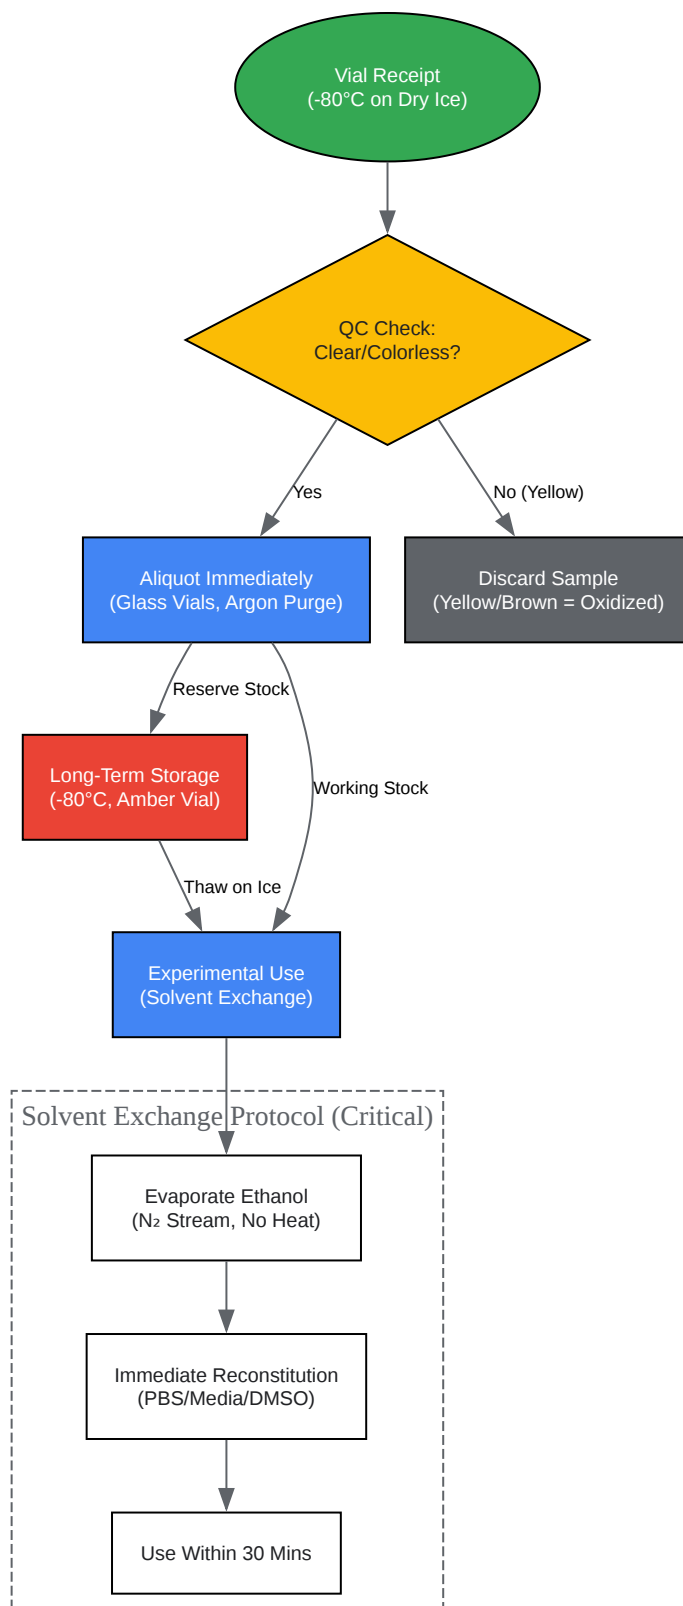 Vial Receipt
(-80°C on Dry Ice)
QC Check:
Clear/Colorless?
Yes
No (Yellow)
Aliquot Immediately
(Glass Vials, Argon Purge)
Discard Sample
(Yellow/Brown = Oxidized)
Reserve Stock
Long-Term Storage
(-80°C, Amber Vial)
Working Stock
Thaw on Ice
Experimental Use
(Solvent Exchange)
Solvent Exchange Protocol (Critical)
Evaporate Ethanol
(N₂ Stream, No Heat)
Immediate Reconstitution
(PBS/Media/DMSO)
Use Within 30 Mins